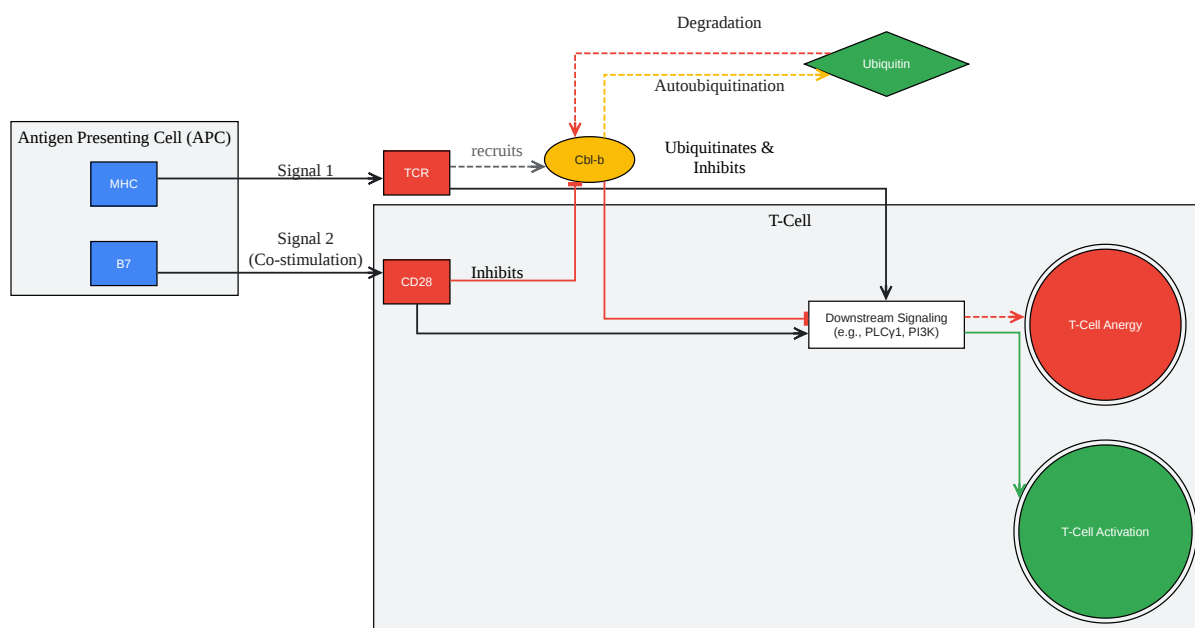 Degradation
Ubiquitin
Autoubiquitination
Antigen Presenting Cell (APC)
MHC
Signal 1
TCR
recruits
Cbl-b
Ubiquitinates &
Inhibits
T-Cell
B7
Signal 2
(Co-stimulation)
CD28
Inhibits
Downstream Signaling
(e.g., PLCγ1, PI3K)
T-Cell Anergy
T-Cell Activation